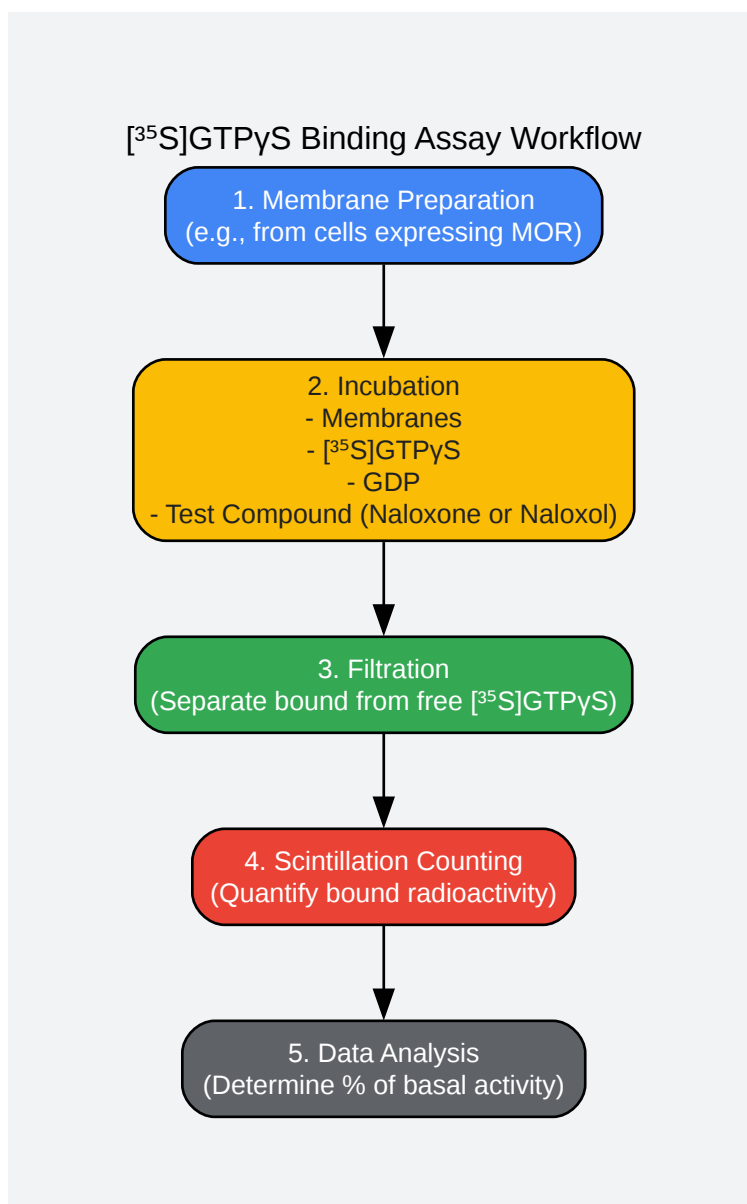 [³⁵S]GTPγS Binding Assay Workflow
1. Membrane Preparation
(e.g., from cells expressing MOR)
2. Incubation
- Membranes
- [³⁵S]GTPγS
- GDP
- Test Compound (Naloxone or Naloxol)
3. Filtration
(Separate bound from free [³⁵S]GTPγS)
4. Scintillation Counting
(Quantify bound radioactivity)
5. Data Analysis
(Determine % of basal activity)